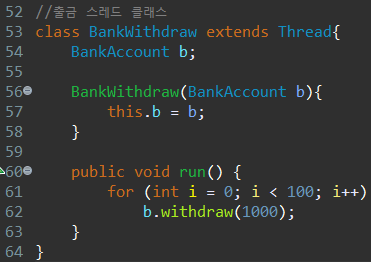 52 //출금 스레드 클래스
53 class BankWithdraw extends Thread{
54     BankAccount b;
55
56     BankWithdraw(BankAccount b){
57         this.b = b;
58     }
59
60     public void run() {
61         for (int i = 0; i < 100; i++)
62             b.withdraw(1000);
63     }
64 }